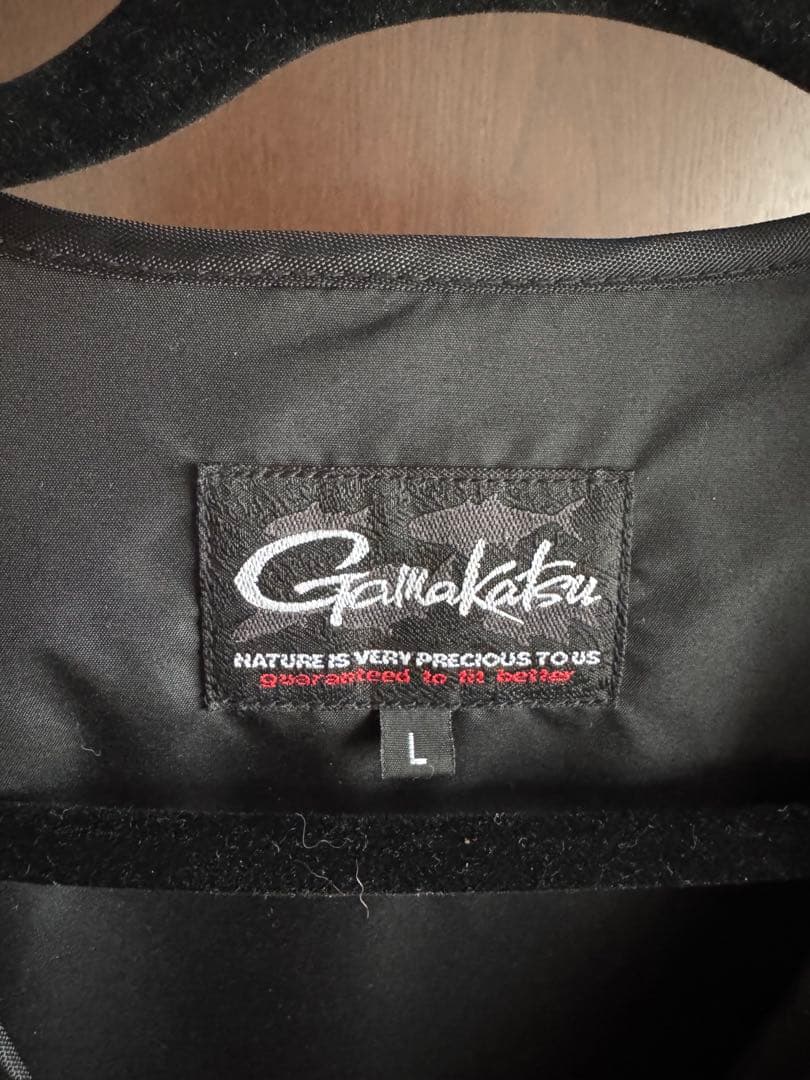 Gamakatsu
NATURE IS VERY PRECIOUS TO US
guaranteed to fit better
L